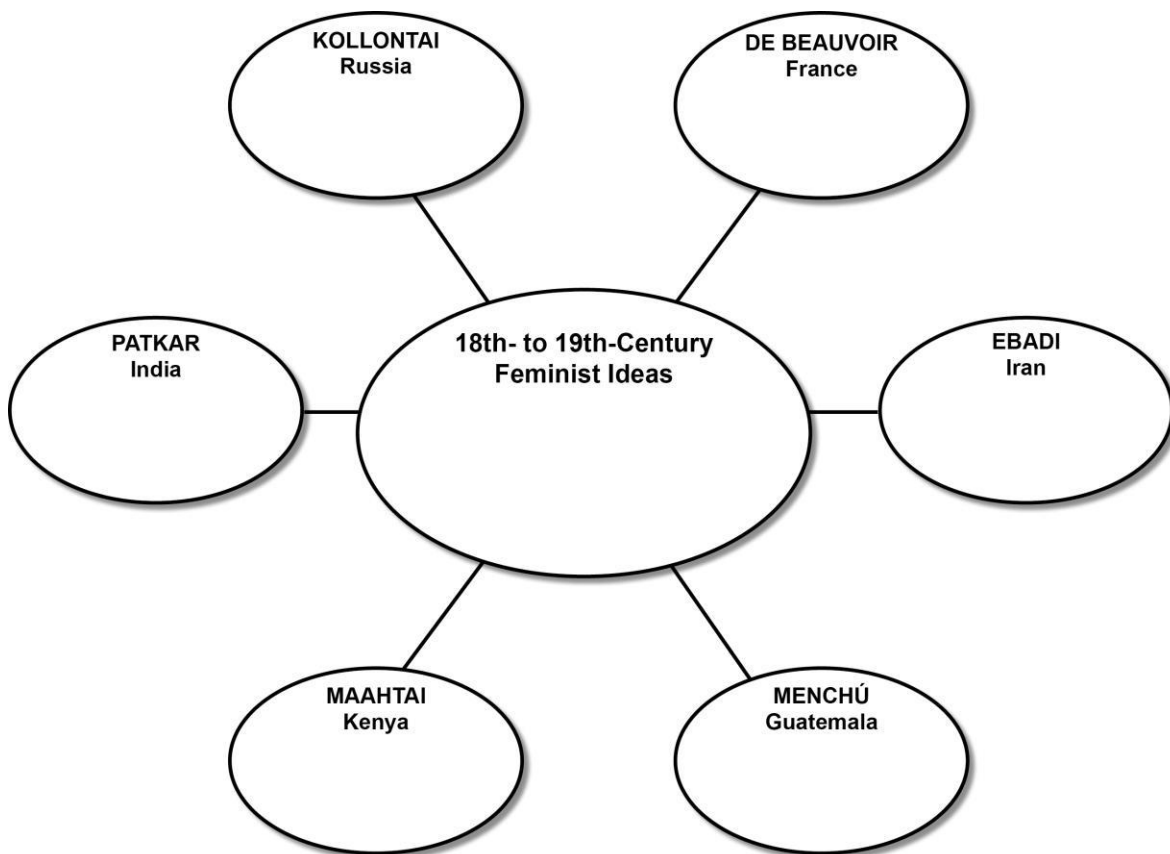 KOLLONTAI
Russia
DE BEAUVOIR
France
PATKAR
India
18th- to 19th-Century
Feminist Ideas
EBADI
Iran
MAAHTAI
Kenya
MENCHÚ
Guatemala